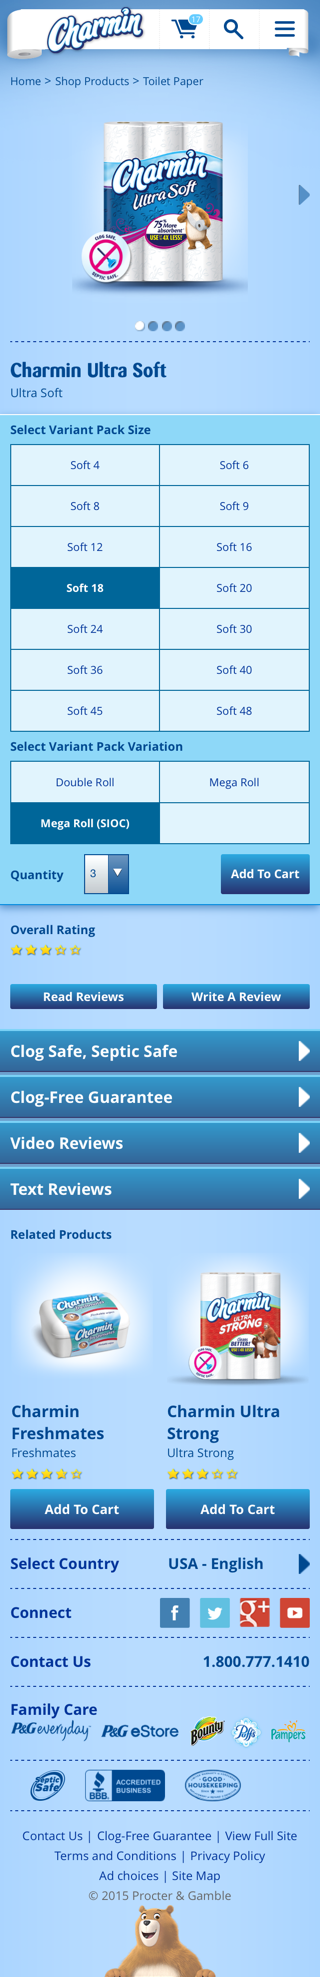 Charmin
17
Home > Shop Products > Toilet Paper
Charmin
Ultra Soft
75% More
absorbent
USE UP TO 4X LESS!
CLOG SAFE.
SEPTIC SAFE.
Charmin Ultra Soft
Ultra Soft
Select Variant Pack Size
Soft 4
Soft 6
Soft 8
Soft 9
Soft 12
Soft 16
Soft 18
Soft 20
Soft 24
Soft 30
Soft 36
Soft 40
Soft 45
Soft 48
Select Variant Pack Variation
Double Roll
Mega Roll
Mega Roll (SIOC)
Quantity
3
Add To Cart
Overall Rating
Read Reviews
Write A Review
Clog Safe, Septic Safe
Clog-Free Guarantee
Video Reviews
Text Reviews
Related Products
Charmin
Charmin
Charmin
ULTRA
STRONG
Charmin
Freshmates
Charmin Ultra
Strong
Freshmates
Ultra Strong
Add To Cart
Add To Cart
Select Country
USA - English
Connect
f
g+
Contact Us
1.800.777.1410
Family Care
P&G everyday
P&G eStore
Bounty
Puffs
Pampers
Septic
Safe
BBB.
ACCREDITED
BUSINESS
GOOD
HOUSEKEEPING
Contact Us | Clog-Free Guarantee | View Full Site
Terms and Conditions | Privacy Policy
Ad choices | Site Map
© 2015 Procter & Gamble